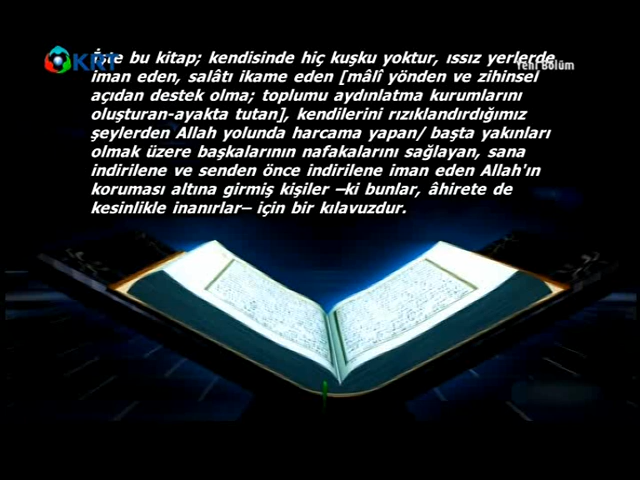 İşte bu kitap; kendisinde hiç kuşku yoktur, ıssız yerlerde
KRT
Yeni Bölüm
iman eden, salâtı ikame eden [mâlî yönden ve zihinsel
açıdan destek olma; toplumu aydınlatma kurumlarını
oluşturan-ayakta tutan], kendilerini rızıklandırdığımız
şeylerden Allah yolunda harcama yapan/ başta yakınları
olmak üzere başkalarının nafakalarını sağlayan, sana
indirilene ve senden önce indirilene iman eden Allah'ın
koruması altına girmiş kişiler –ki bunlar, âhirete de
kesinlikle inanırlar– için bir kılavuzdur.